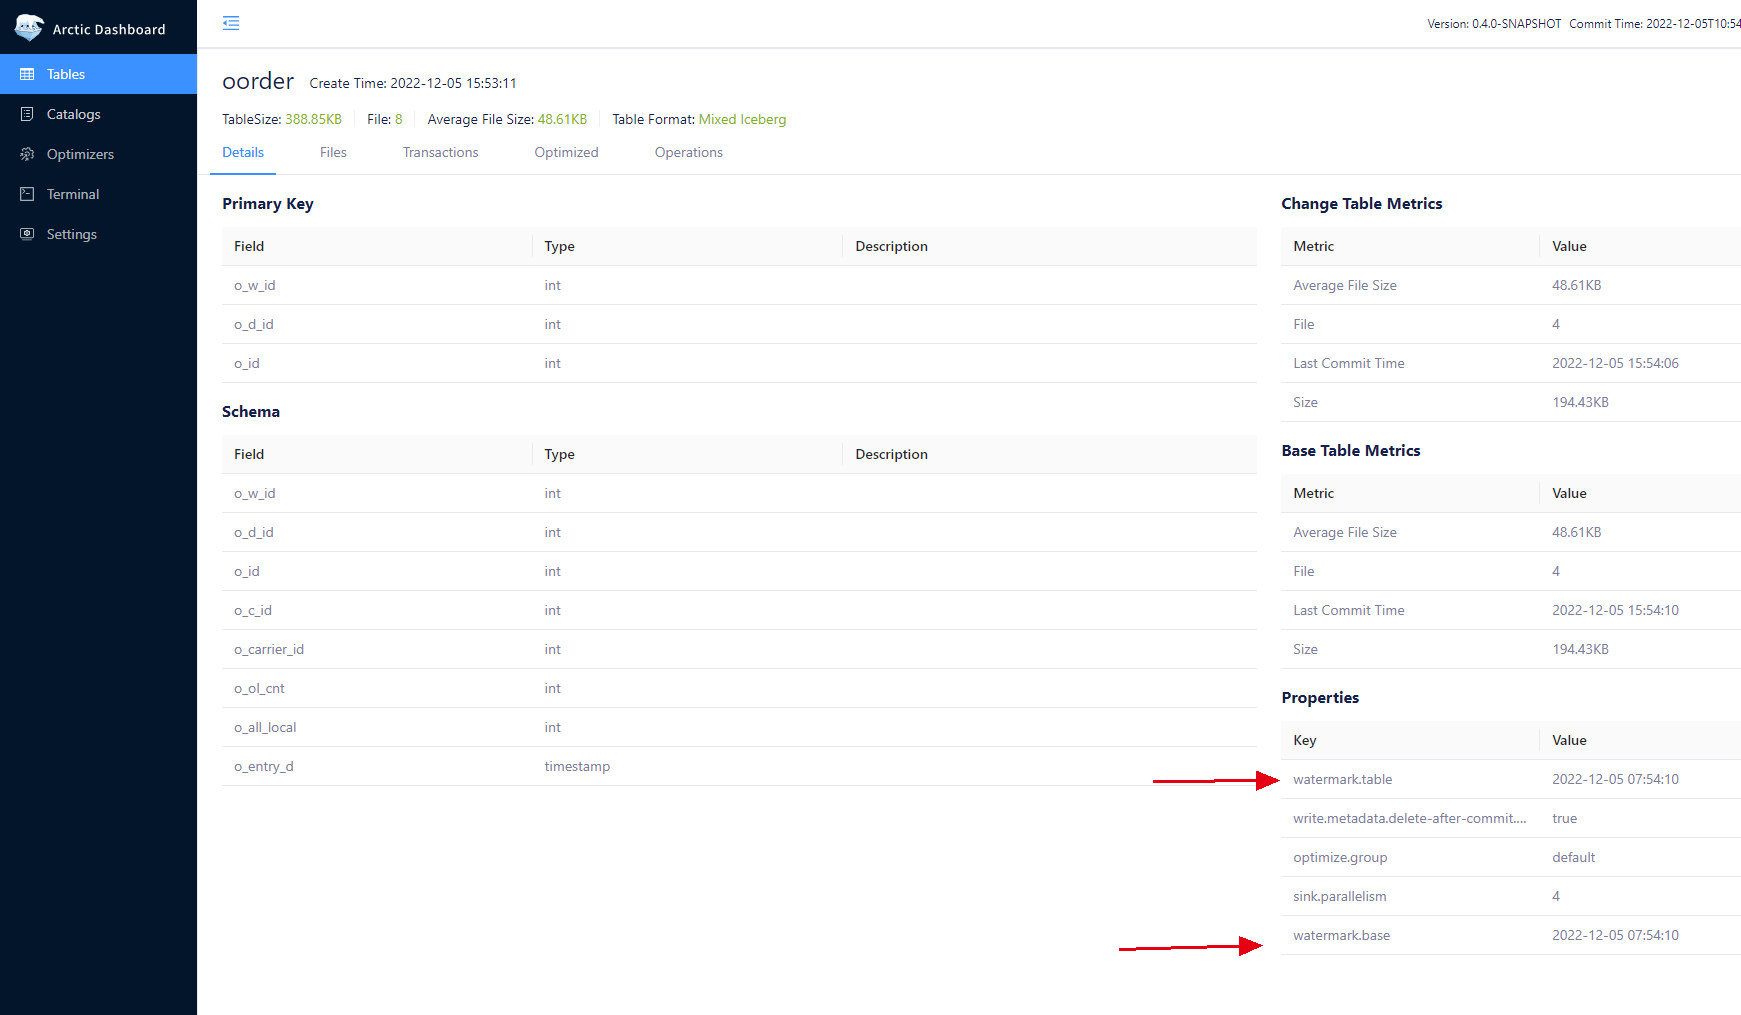 Arctic Dashboard
Version: 0.4.0-SNAPSHOT Commit Time: 2022-12-05T10:54
Tables
Catalogs
Optimizers
Terminal
Settings
oorder Create Time: 2022-12-05 15:53:11
TableSize: 388.85KB File: 8 Average File Size: 48.61KB Table Format: Mixed Iceberg
Details Files Transactions Optimized Operations
Primary Key
Field Type Description
o_w_id int
o_d_id int
o_id int
Schema
Field Type Description
o_w_id int
o_d_id int
o_id int
o_c_id int
o_carrier_id int
o_ol_cnt int
o_all_local int
o_entry_d timestamp
Change Table Metrics
Metric Value
Average File Size 48.61KB
File 4
Last Commit Time 2022-12-05 15:54:06
Size 194.43KB
Base Table Metrics
Metric Value
Average File Size 48.61KB
File 4
Last Commit Time 2022-12-05 15:54:10
Size 194.43KB
Properties
Key Value
watermark.table 2022-12-05 07:54:10
write.metadata.delete-after-commit.... true
optimize.group default
sink.parallelism 4
watermark.base 2022-12-05 07:54:10